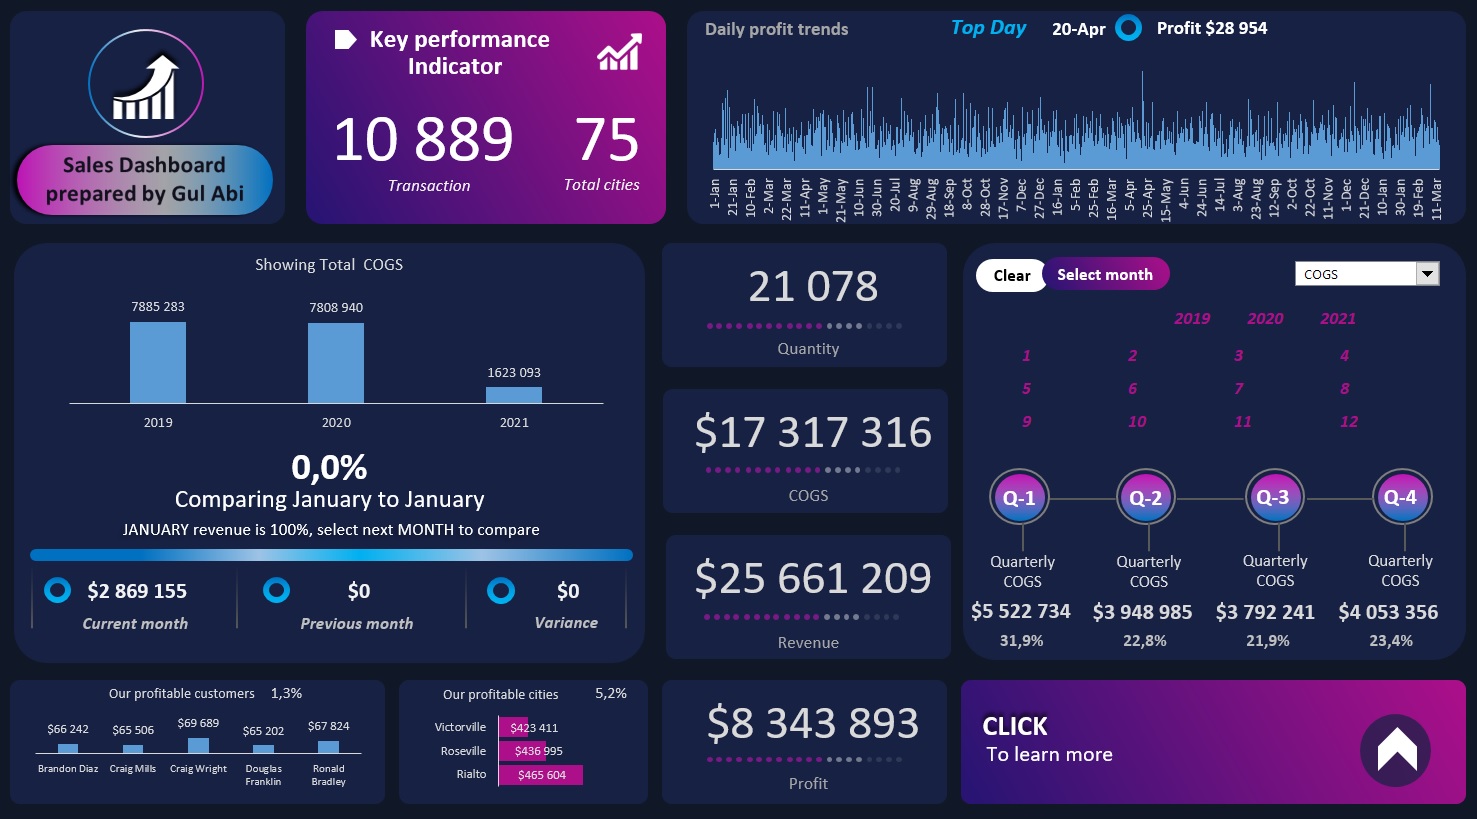 Sales Dashboard
prepared by Gul Abi
Key performance
Indicator
10 889
75
Transaction
Total cities
Daily profit trends
Top Day
20-Apr
Profit $28 954
1-Jan
21-Jan
10-Feb
2-Mar
22-Mar
11-Apr
1-May
21-May
10-Jun
30-Jun
20-Jul
9-Aug
29-Aug
18-Sep
8-Oct
28-Oct
17-Nov
7-Dec
27-Dec
16-Jan
5-Feb
25-Feb
16-Mar
5-Apr
25-Apr
15-May
4-Jun
24-Jun
14-Jul
3-Aug
23-Aug
12-Sep
2-Oct
22-Oct
11-Nov
1-Dec
21-Dec
10-Jan
30-Jan
19-Feb
11-Mar
Showing Total COGS
7885 283
7808 940
1623 093
2019
2020
2021
0,0%
Comparing January to January
JANUARY revenue is 100%, select next MONTH to compare
$2 869 155
$0
$0
Current month
Previous month
Variance
21 078
Quantity
$17 317 316
COGS
$25 661 209
Revenue
$8 343 893
Profit
Clear
Select month
COGS
2019 2020 2021
1 2 3 4
5 6 7 8
9 10 11 12
Q-1
Q-2
Q-3
Q-4
Quarterly
COGS
Quarterly
COGS
Quarterly
COGS
Quarterly
COGS
$5 522 734
$3 948 985
$3 792 241
$4 053 356
31,9%
22,8%
21,9%
23,4%
Our profitable customers 1,3%
$66 242
$65 506
$69 689
$65 202
$67 824
Brandon Diaz
Craig Mills
Craig Wright
Douglas
Franklin
Ronald
Bradley
Our profitable cities 5,2%
Victorville $423 411
Roseville $436 995
Rialto $465 604
CLICK
To learn more